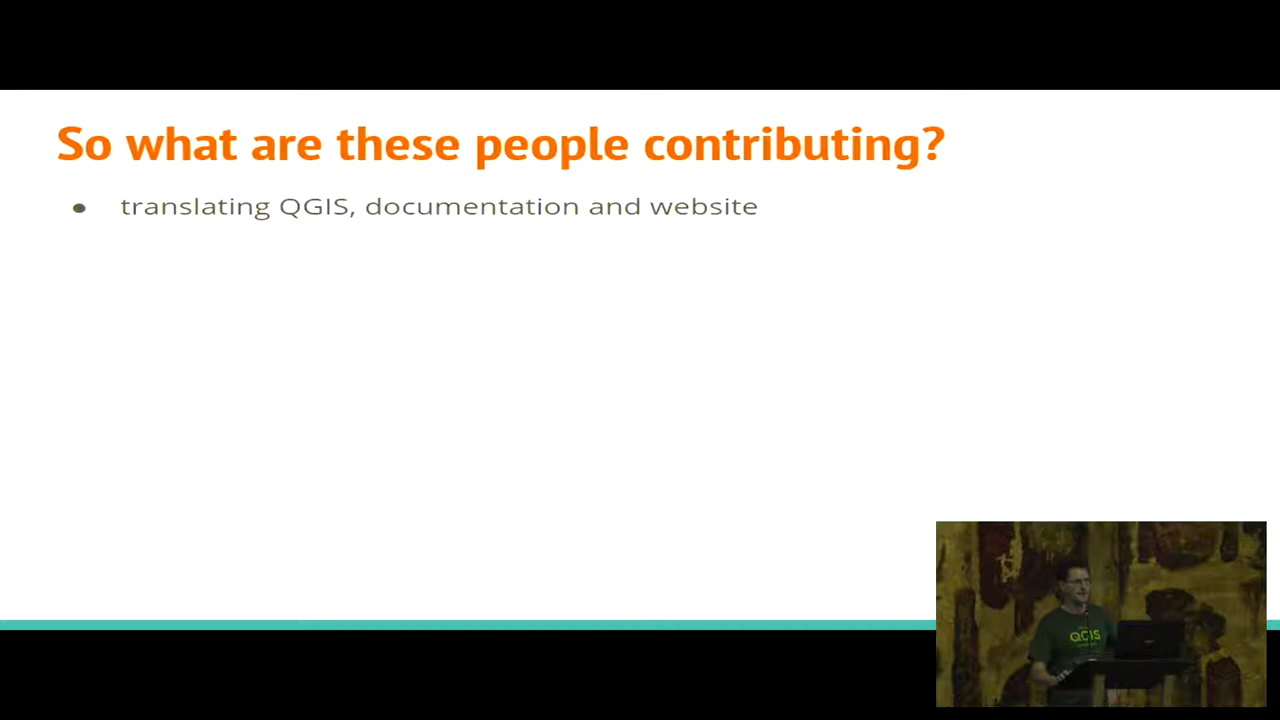 So what are these people contributing?
● translating QGIS, documentation and website
QGIS